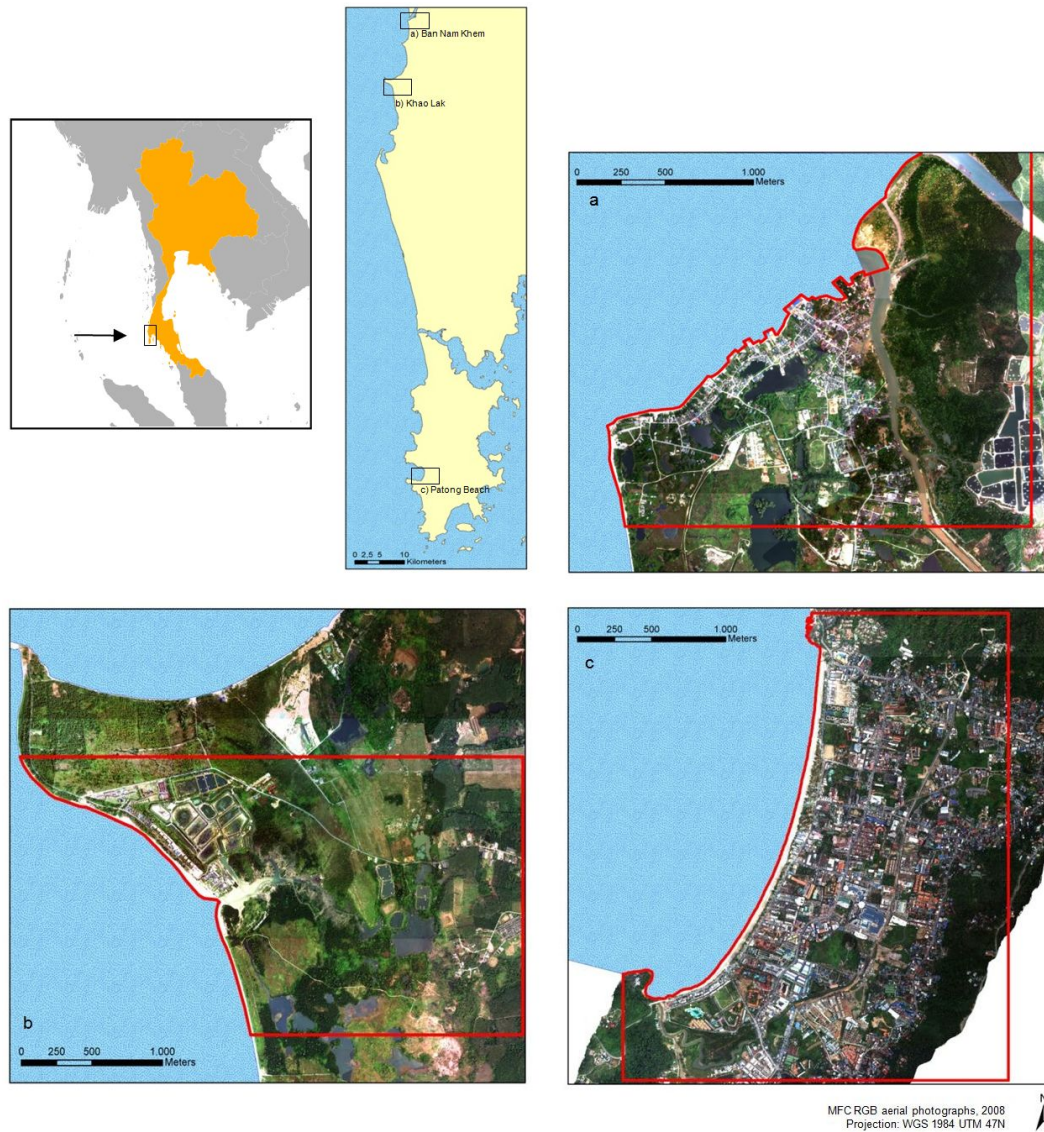 a) Ban Nam Khem
b) Khao Lak
c) Patong Beach
0 2.5 5 10
Kilometers
0 250 500 1.000
Meters
a
b
0 250 500 1.000
Meters
0 250 500 1.000
Meters
c
MFC RGB aerial photographs, 2008
Projection: WGS 1984 UTM 47N
N